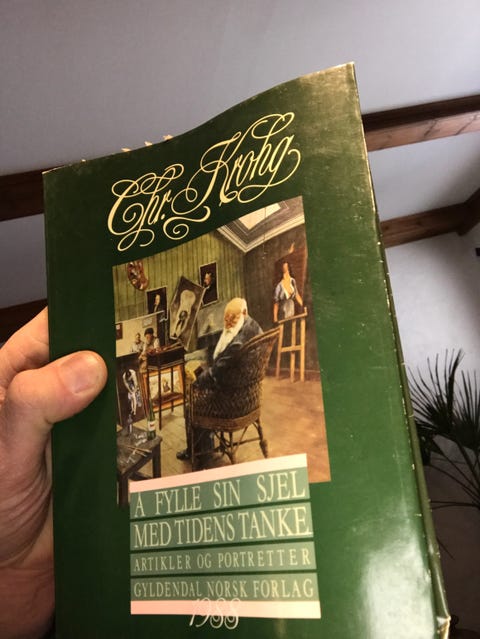 Chr. Krohg
Å FYLLE SIN SJEL
MED TIDENS TANKE
ARTIKLER OG PORTRETTER
GYLDENDAL NORSK FORLAG
1988